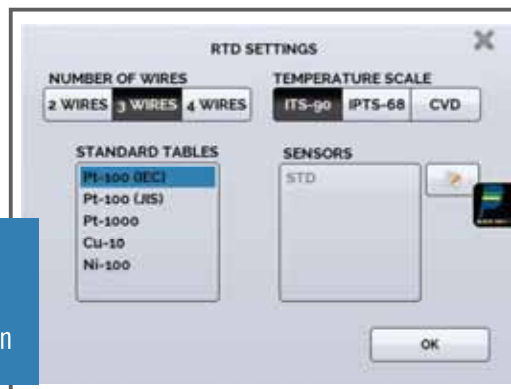 RTD SETTINGS
NUMBER OF WIRES
TEMPERATURE SCALE
2 WIRES 3 WIRES 4 WIRES
ITS-90 IPTS-68 CVD
STANDARD TABLES
SENSORS
Pt-100 (IEC)
Pt-100 (JIS)
Pt-1000
Cu-10
Ni-100
STD
n
OK